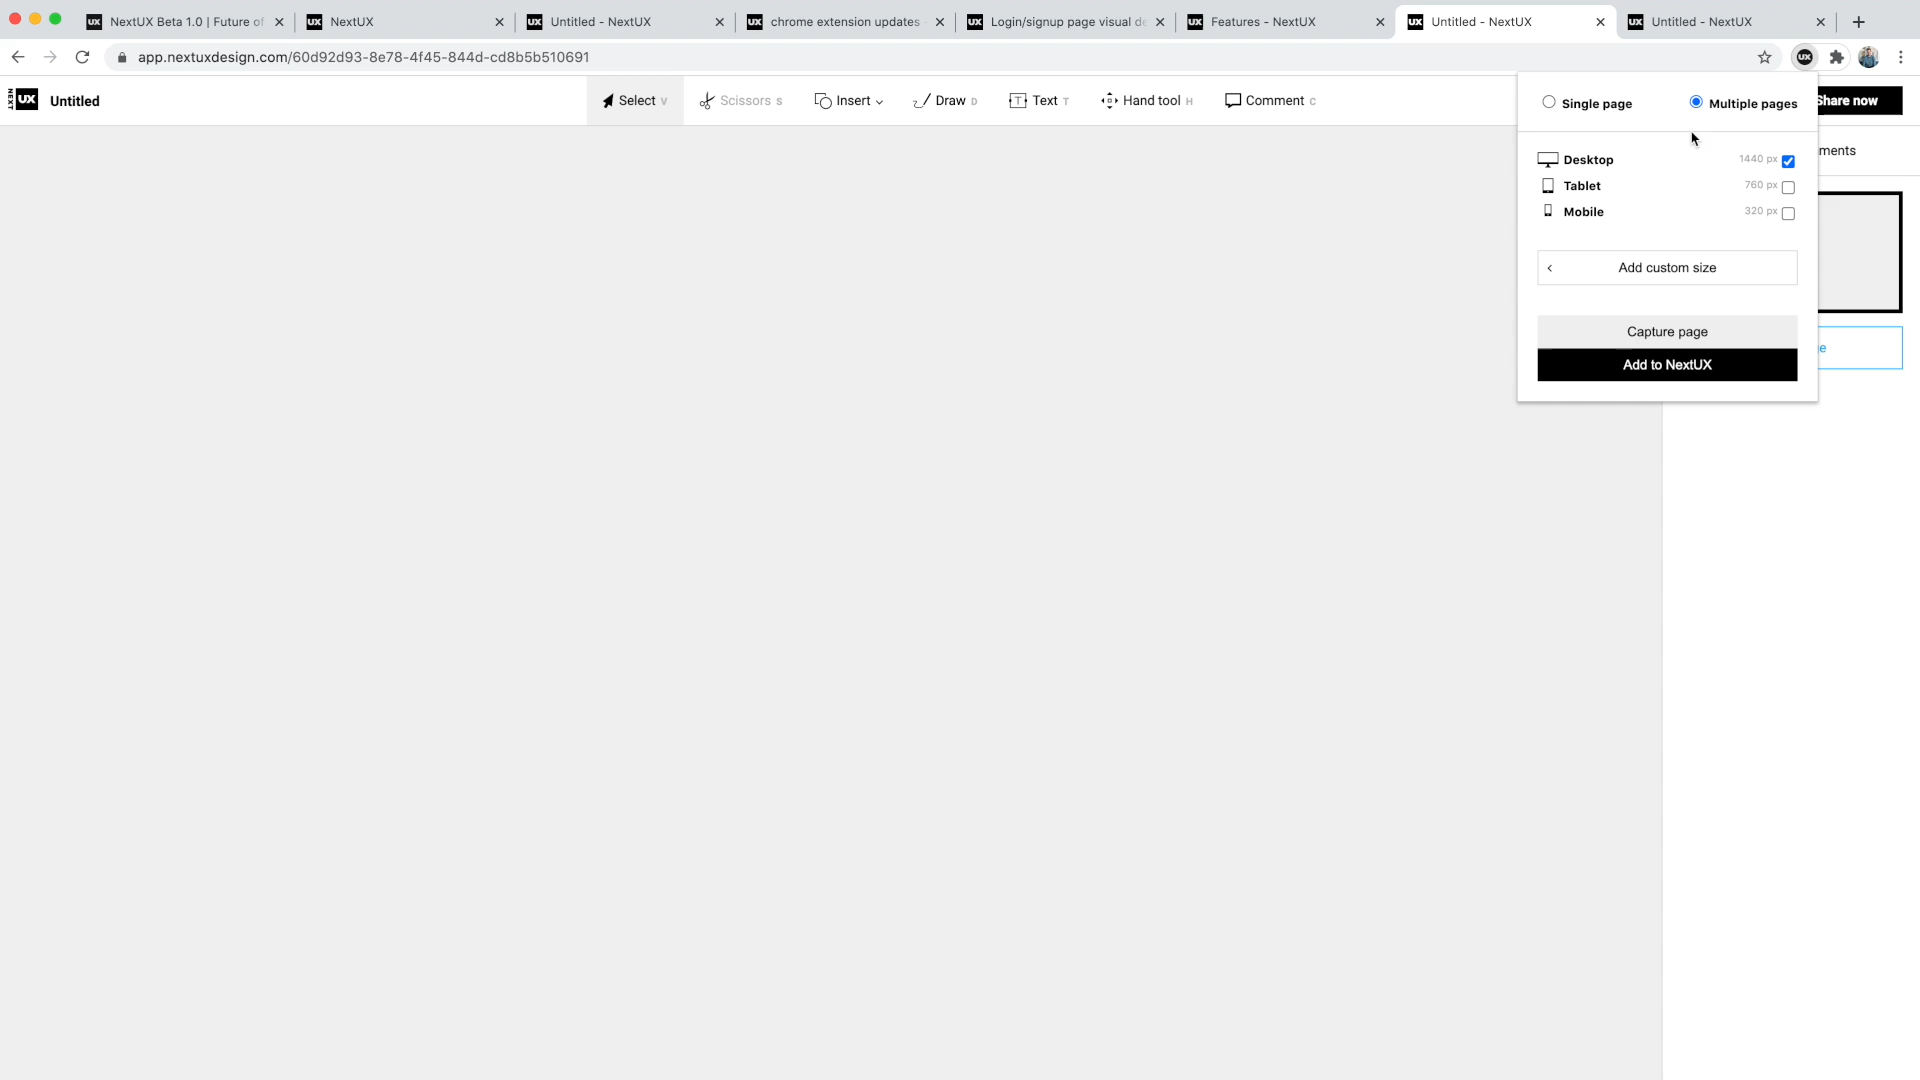 NextUX Beta 1.0 | Future of
NextUX
Untitled - NextUX
chrome extension updates -
Login/signup page visual de
Features - NextUX
Untitled - NextUX
Untitled - NextUX
app.nextuxdesign.com/60d92d93-8e78-4f45-844d-cd8b5b510691
NEXT UX
Untitled
Select V
Scissors S
Insert
Draw D
Text T
Hand tool H
Comment C
Share now
Single page
Multiple pages
ments
Desktop 1440 px
Tablet 760 px
Mobile 320 px
Add custom size
Capture page
e
Add to NextUX